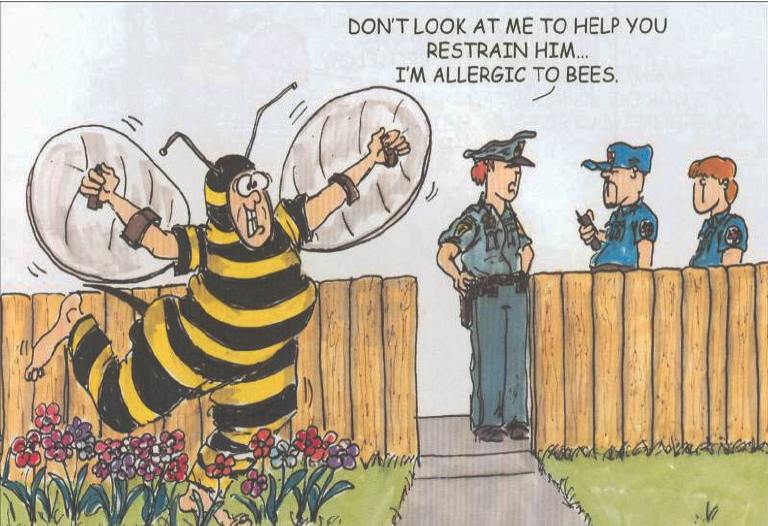 DON'T LOOK AT ME TO HELP YOU
RESTRAIN HIM...
I'M ALLERGIC TO BEES.